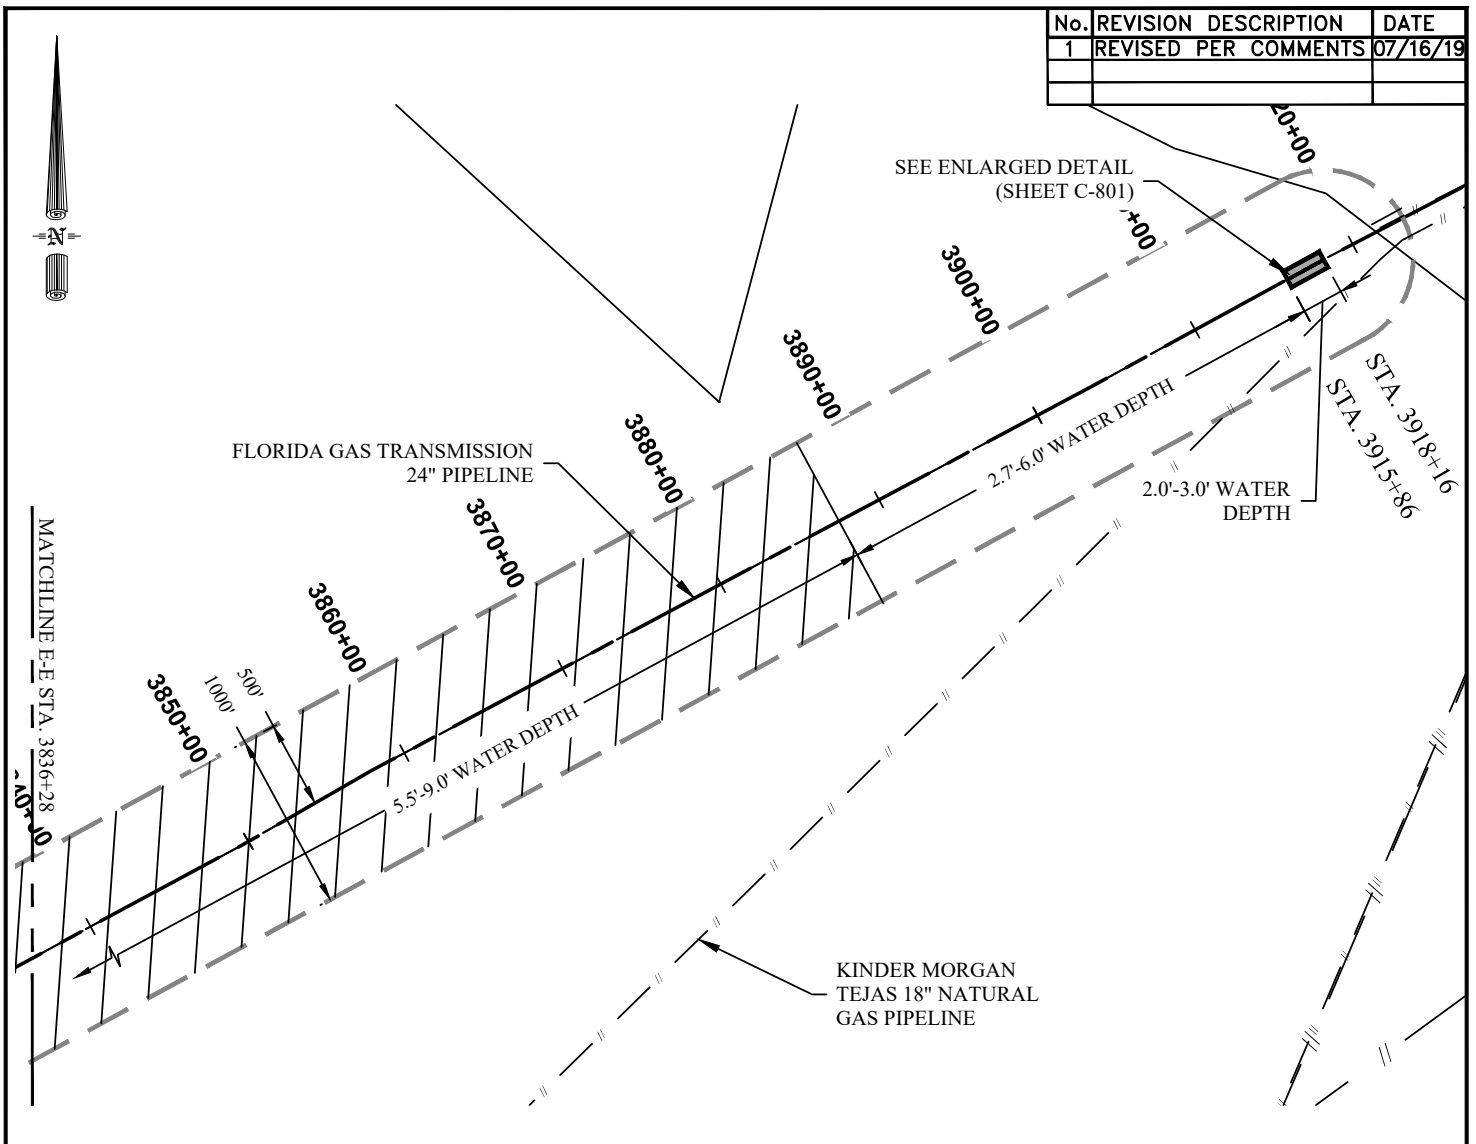 No. REVISION DESCRIPTION DATE
1 REVISED PER COMMENTS 07/16/19
20+00
SEE ENLARGED DETAIL
(SHEET C-801)
+00
N
3900+00
3890+00
STA. 3918+16
STA. 3915+86
2.7'-6.0' WATER DEPTH
3880+00
FLORIDA GAS TRANSMISSION
24" PIPELINE
2.0'-3.0' WATER
DEPTH
3870+00
3860+00
MATCHLINE E-E STA. 3836+28
500'
1000'
3850+00
5.5'-9.0' WATER DEPTH
KINDER MORGAN
TEJAS 18" NATURAL
GAS PIPELINE